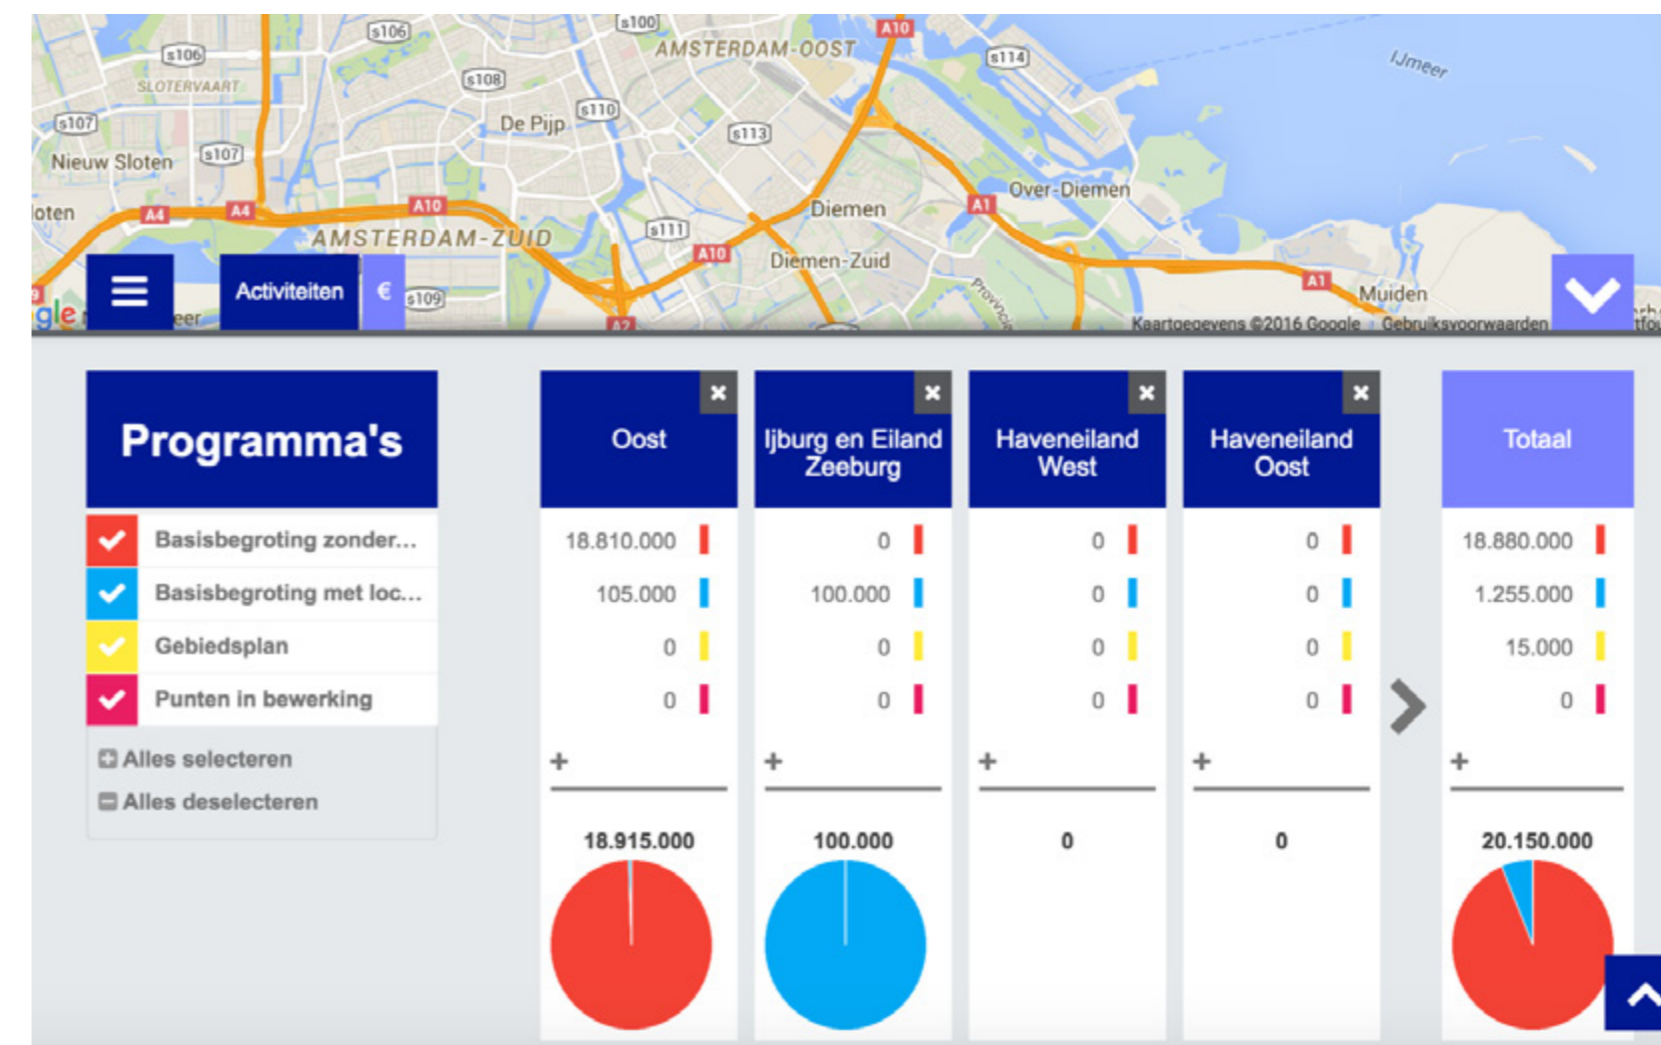 s106
s100
AMSTERDAM-OOST
A10
s114
IJmeer
s106
SLOTERVAART
s108
s110
De Pijp
s107
s113
Nieuw Sloten
s107
Over-Diemen
loten
A4
A4
A10
Diemen
A1
AMSTERDAM-ZUID
s111
A10
Diemen-Zuid
A1
Muiden
Activiteiten €
s109
gle
eer
A2
Provincia
Kaartgegevens ©2016 Google Gebruiksvoorwaarden
Programma's
Oost
Ijburg en Eiland
Zeeburg
Haveneiland
West
Haveneiland
Oost
Totaal
Basisbegroting zonder... 18.810.000 0 0 0 18.880.000
Basisbegroting met loc... 105.000 100.000 0 0 1.255.000
Gebiedsplan 0 0 0 0 15.000
Punten in bewerking 0 0 0 0 0
Alles selecteren
+ + + + +
Alles deselecteren
18.915.000 100.000 0 0 20.150.000